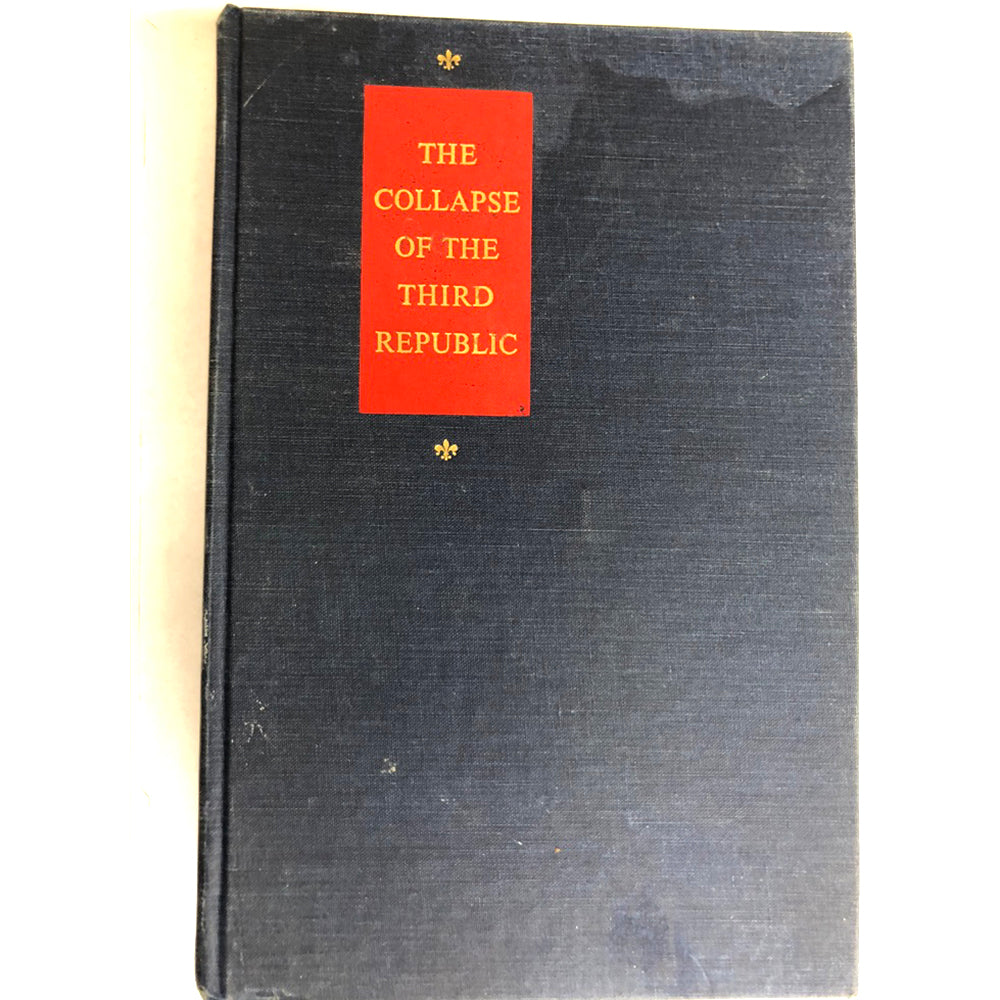 THE
COLLAPSE
OF THE
THIRD
REPUBLIC